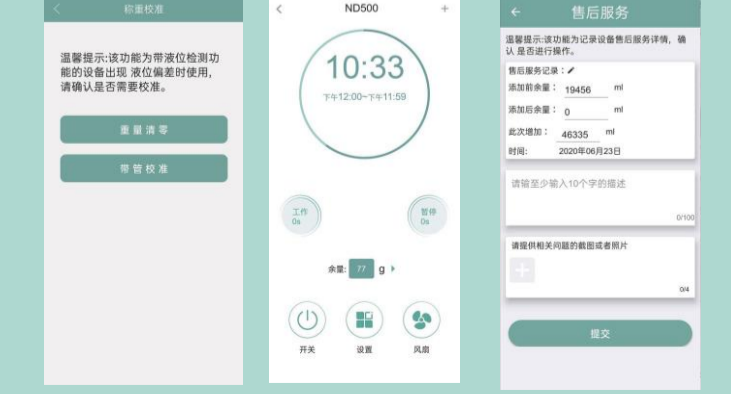 称重校准
温馨提示:该功能为带液位检测功
能的设备出现 液位偏差时使用,
请确认是否需要校准。
重量清零
带管校准
ND500
10:33
下午12:00~下午11:59
工作
0s
暂停
0s
余量: 77 g
开关
设置
风扇
售后服务
温馨提示:该功能为记录设备售后服务详情, 确
认 是否进行操作。
售后服务记录:
添加前余量: 19456 ml
添加后余量: 0 ml
此次增加: 46335 ml
时间: 2020年06月23日
请输至少输入10个字的描述
0/100
请提供相关问题的截图或者照片
0/4
提交